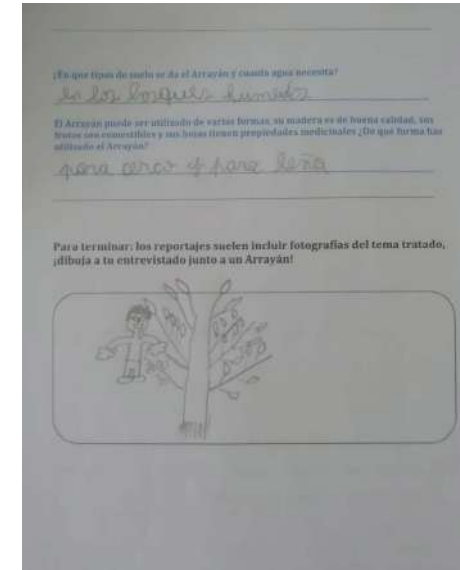 ¿En que tipos de suelo se da el Arrayán y cuanta agua necesita?
en los bosques humedos
El Arrayán puede ser utilizado de varias formas, su madera es de buena calidad, sus
frutos son comestibles y sus hojas tienen propiedades medicinales ¿De qué forma has
utilizado el Arrayán?
para cerco y para leña
Para terminar: los reportajes suelen incluir fotografías del tema tratado,
¡dibuja a tu entrevistado junto a un Arrayán!